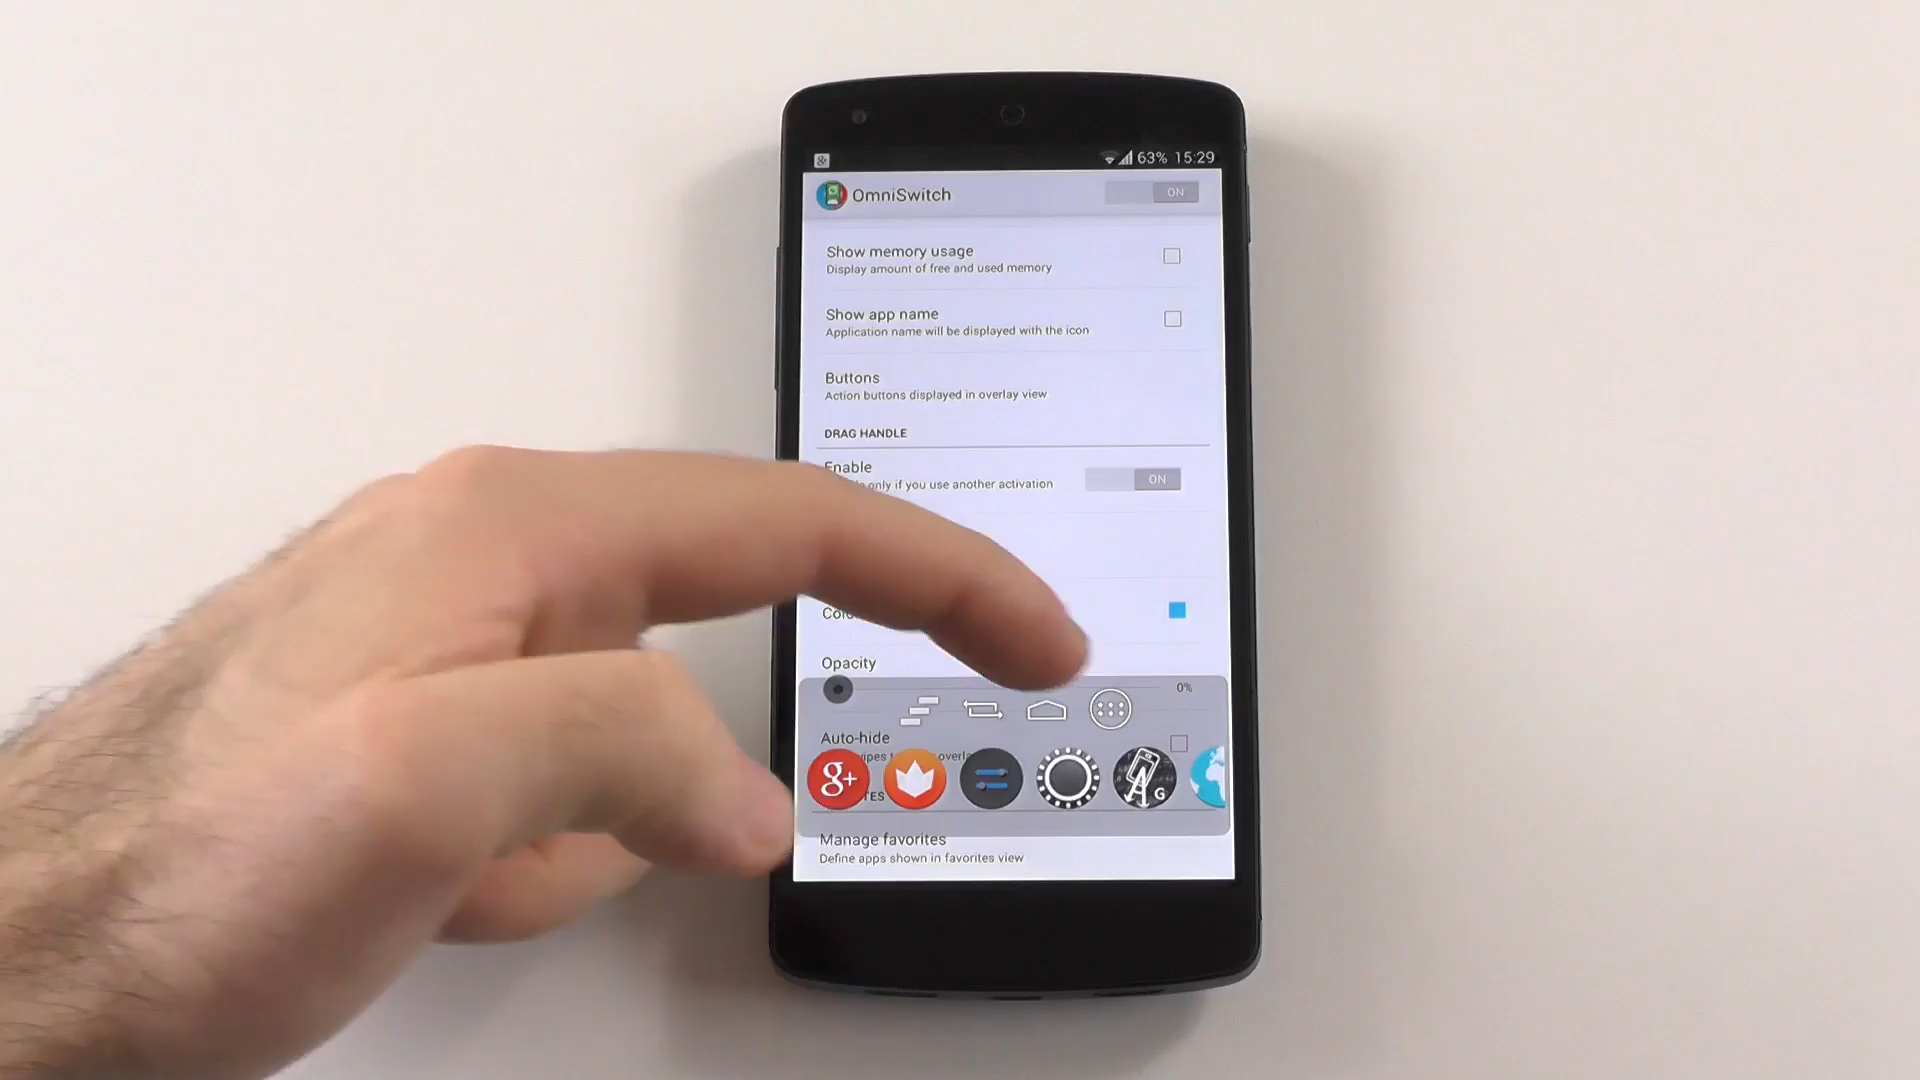 63% 15:29
OmniSwitch ON
Show memory usage
Display amount of free and used memory
Show app name
Application name will be displayed with the icon
Buttons
Action buttons displayed in overlay view
DRAG HANDLE
Enable
only if you use another activation
ON
Opacity
0%
Auto-hide
g+
G
Manage favorites
Define apps shown in favorites view